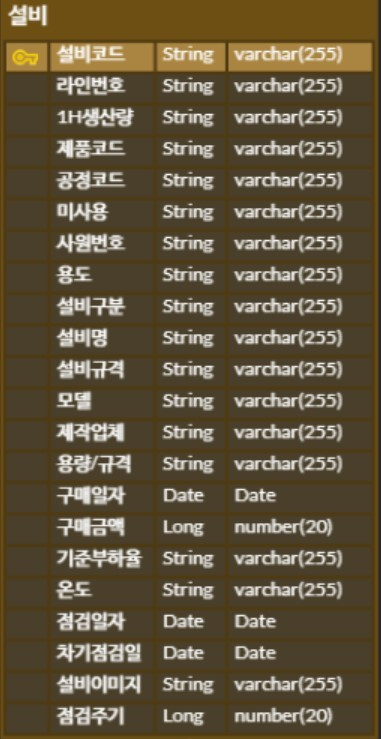 설비
설비코드 String varchar(255)
라인번호 String varchar(255)
1H생산량 String varchar(255)
제품코드 String varchar(255)
공정코드 String varchar(255)
미사용 String varchar(255)
사원번호 String varchar(255)
용도 String varchar(255)
설비구분 String varchar(255)
설비명 String varchar(255)
설비규격 String varchar(255)
모델 String varchar(255)
제작업체 String varchar(255)
용량/규격 String varchar(255)
구매일자 Date Date
구매금액 Long number(20)
기준부하율 String varchar(255)
온도 String varchar(255)
점검일자 Date Date
차기점검일 Date Date
설비이미지 String varchar(255)
점검주기 Long number(20)